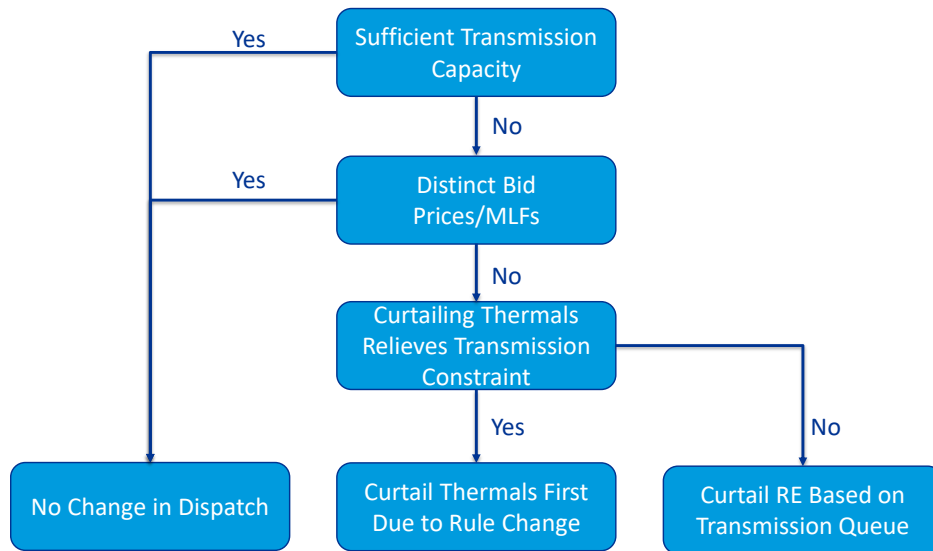 Sufficient Transmission
Capacity
Yes
No
Distinct Bid
Prices/MLFs
Yes
No
Curtailing Thermals
Relieves Transmission
Constraint
Yes
No
No Change in Dispatch
Curtail Thermals First
Due to Rule Change
Curtail RE Based on
Transmission Queue